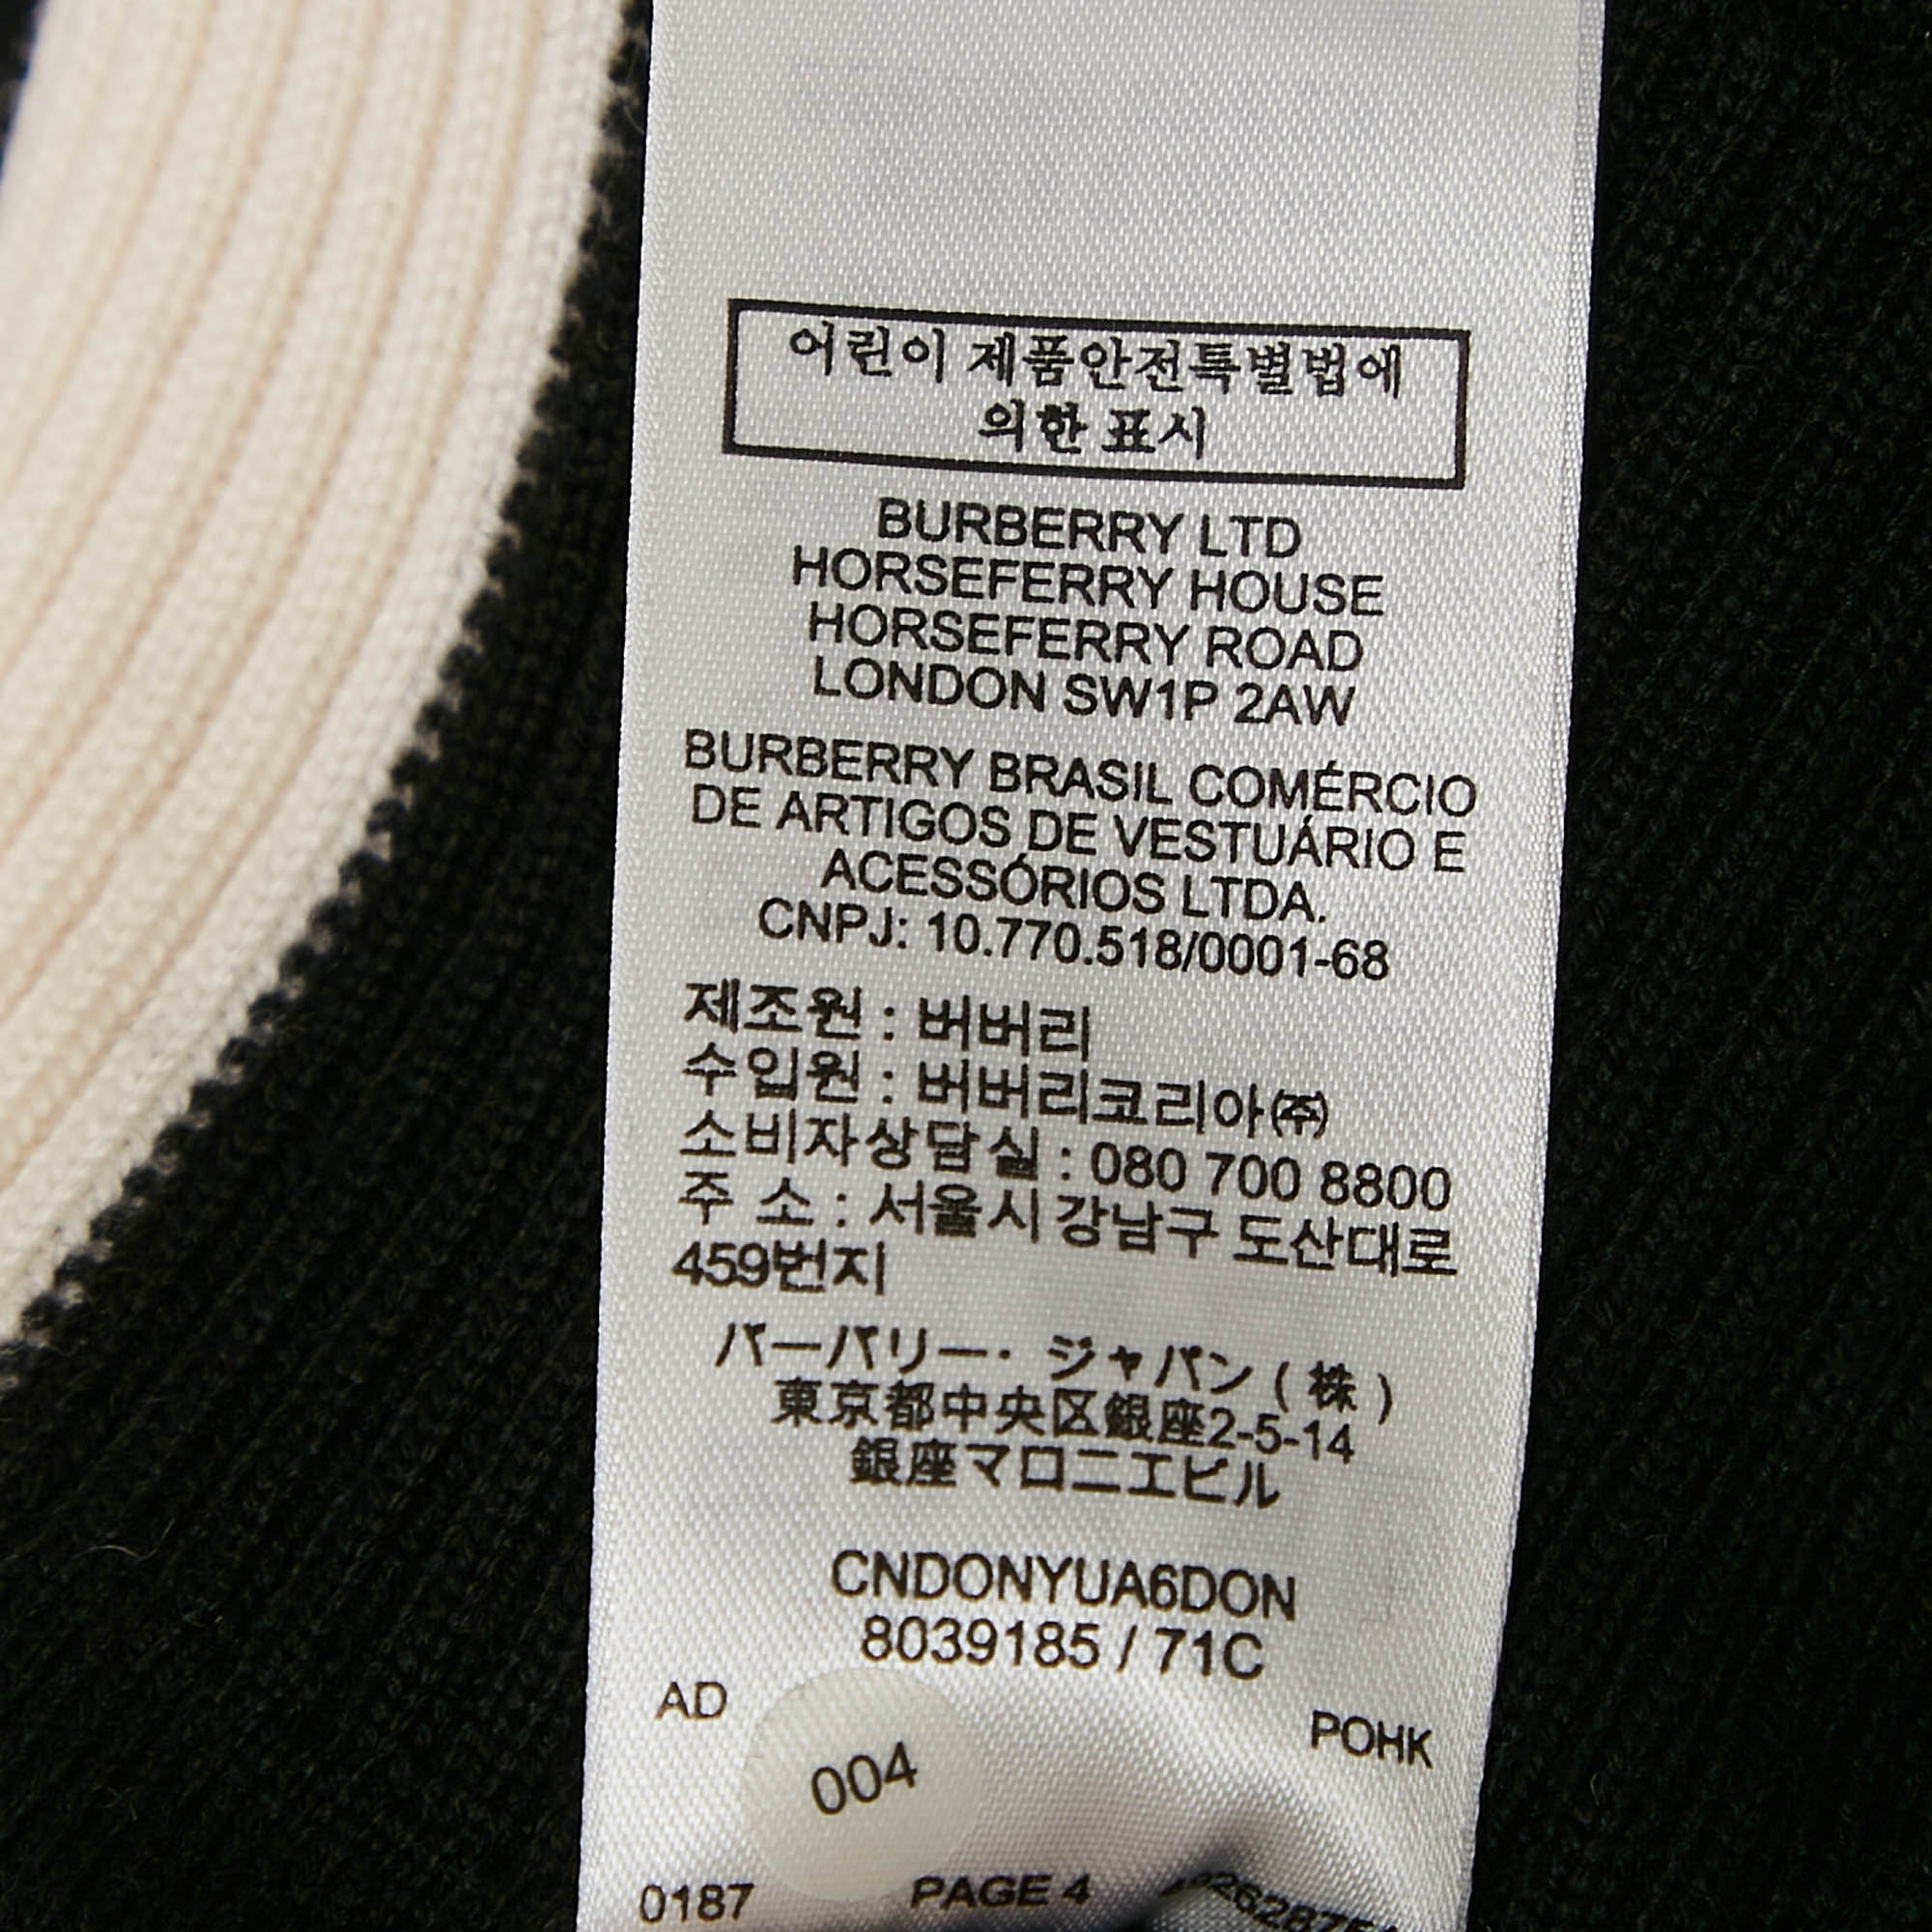 어린이 제품안전특별법에
의한 표시
BURBERRY LTD
HORSEFERRY HOUSE
HORSEFERRY ROAD
LONDON SW1P 2AW
BURBERRY BRASIL COMÉRCIO
DE ARTIGOS DE VESTUÁRIO E
ACESSÓRIOS LTDA.
CNPJ: 10.770.518/0001-68
제조원 : 버버리
수입원 : 버버리코리아㈜
소비자상담실 : 080 700 8800
주 소 : 서울시 강남구 도산대로
459번지
バーバリー・ジャパン ( 株 )
東京都中央区銀座2-5-14
銀座マロニエビル
CNDONYUA6DON
8039185 / 71C
AD
POHK
004
0187 PAGE 4